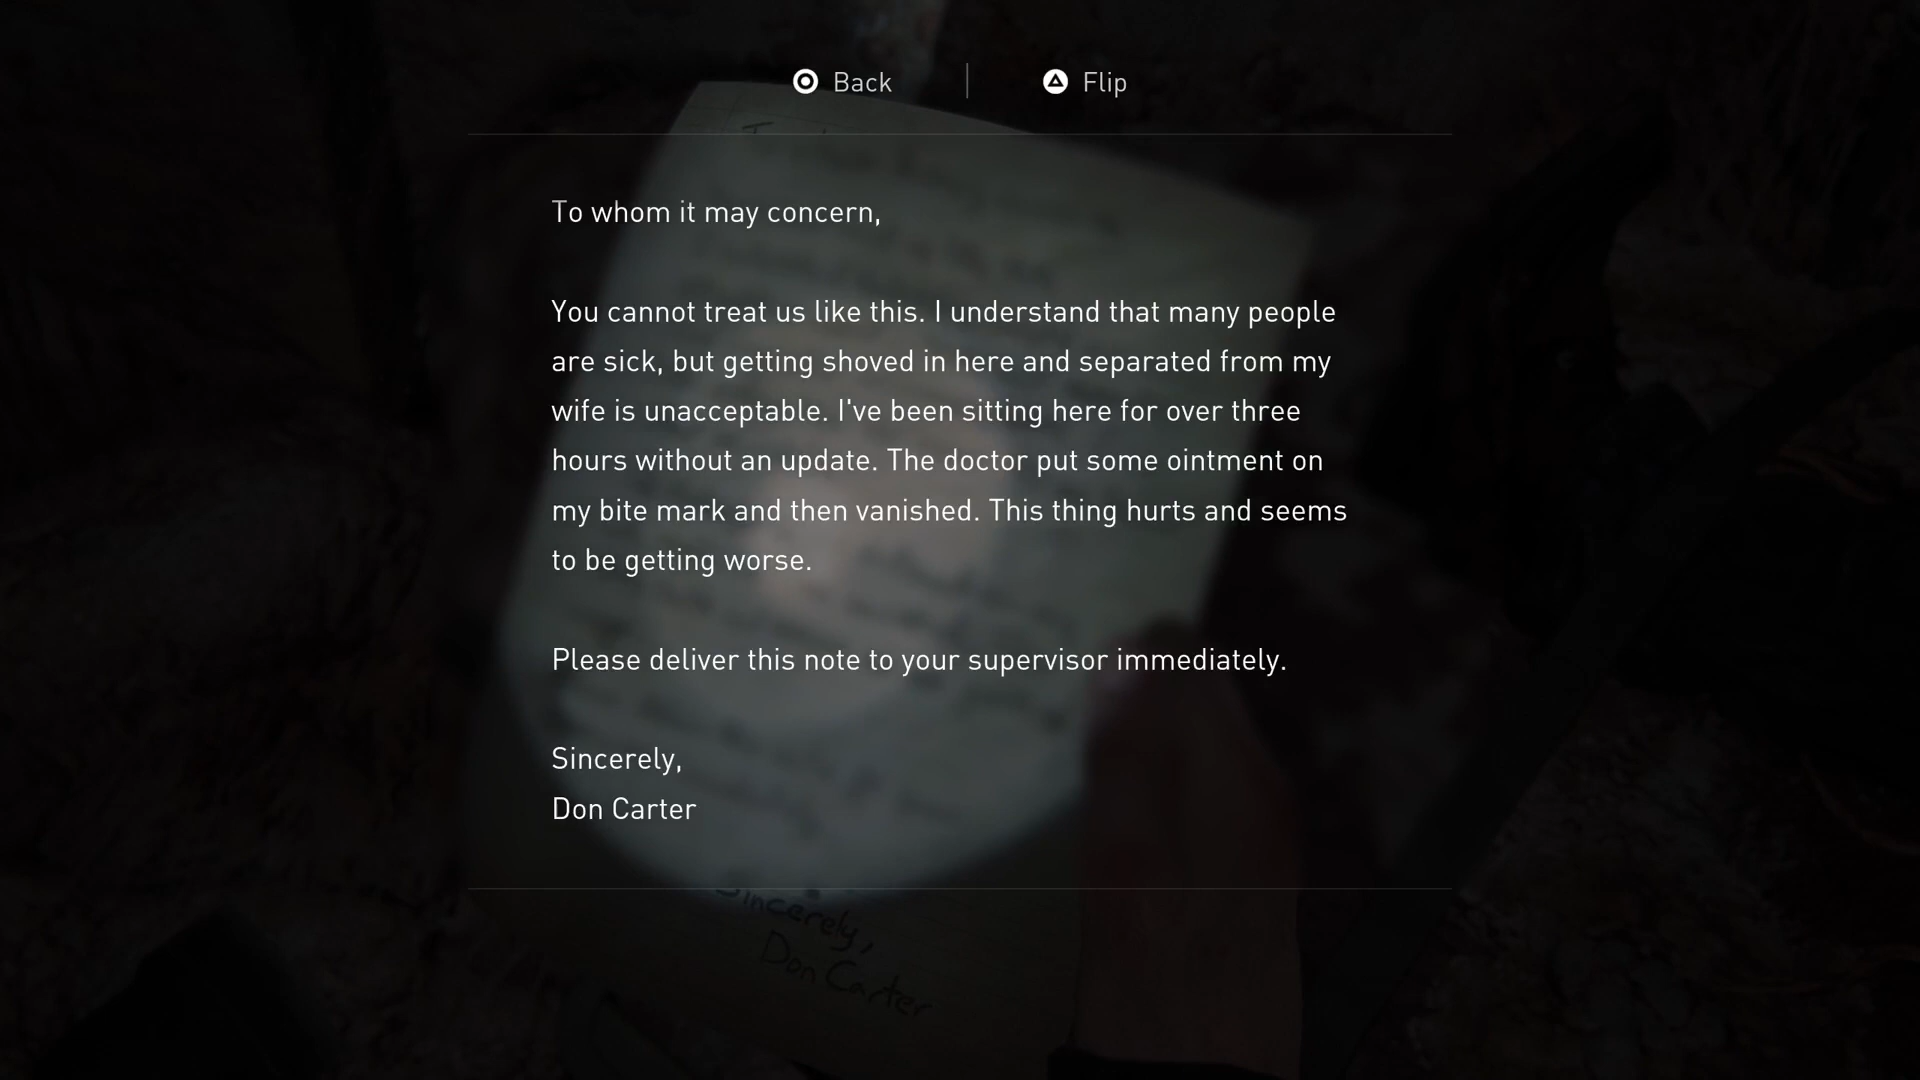 Back
Flip
To whom it may concern,
You cannot treat us like this. I understand that many people
are sick, but getting shoved in here and separated from my
wife is unacceptable. I've been sitting here for over three
hours without an update. The doctor put some ointment on
my bite mark and then vanished. This thing hurts and seems
to be getting worse.
Please deliver this note to your supervisor immediately.
Sincerely,
Don Carter
Sincerely,
Don Carter